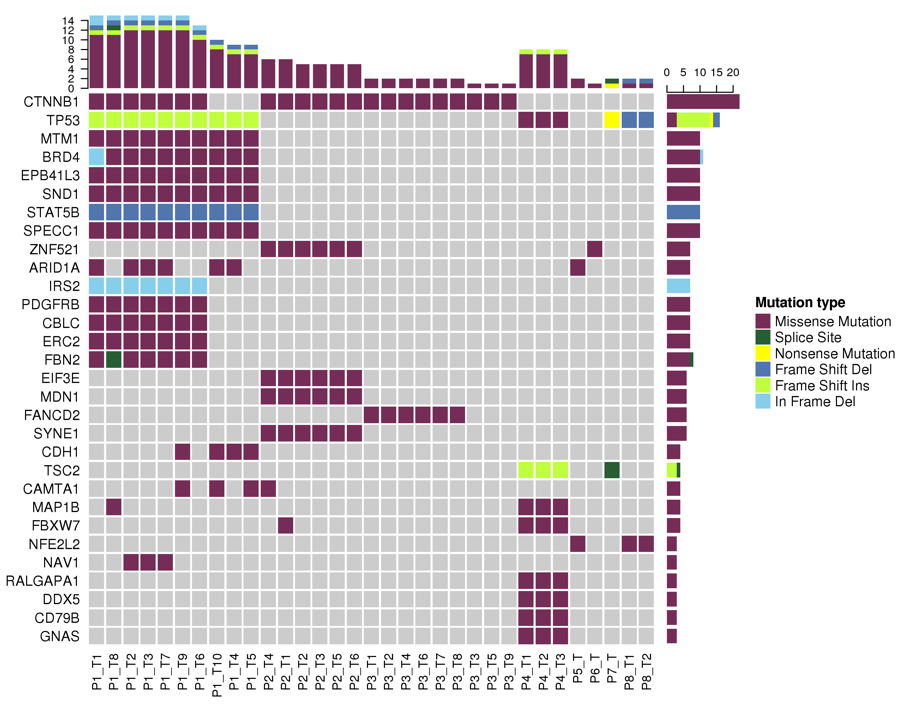 14
12
10
8
6
4
2
0
0 5 10 15 20
CTNNB1
TP53
MTM1
BRD4
EPB41L3
SND1
STAT5B
SPECC1
ZNF521
ARID1A
IRS2
PDGFRB
CBLC
ERC2
FBN2
EIF3E
MDN1
FANCD2
SYNE1
CDH1
TSC2
CAMTA1
MAP1B
FBXW7
NFE2L2
NAV1
RALGAPA1
DDX5
CD79B
GNAS
Mutation type
Missense Mutation
Splice Site
Nonsense Mutation
Frame Shift Del
Frame Shift Ins
In Frame Del
P1_T1
P1_T8
P1_T2
P1_T3
P1_T7
P1_T9
P1_T6
P1_T10
P1_T4
P1_T5
P2_T4
P2_T1
P2_T2
P2_T3
P2_T5
P2_T6
P3_T1
P3_T2
P3_T4
P3_T6
P3_T7
P3_T8
P3_T3
P3_T5
P3_T9
P4_T1
P4_T2
P4_T3
P5_T
P6_T
P7_T
P8_T1
P8_T2